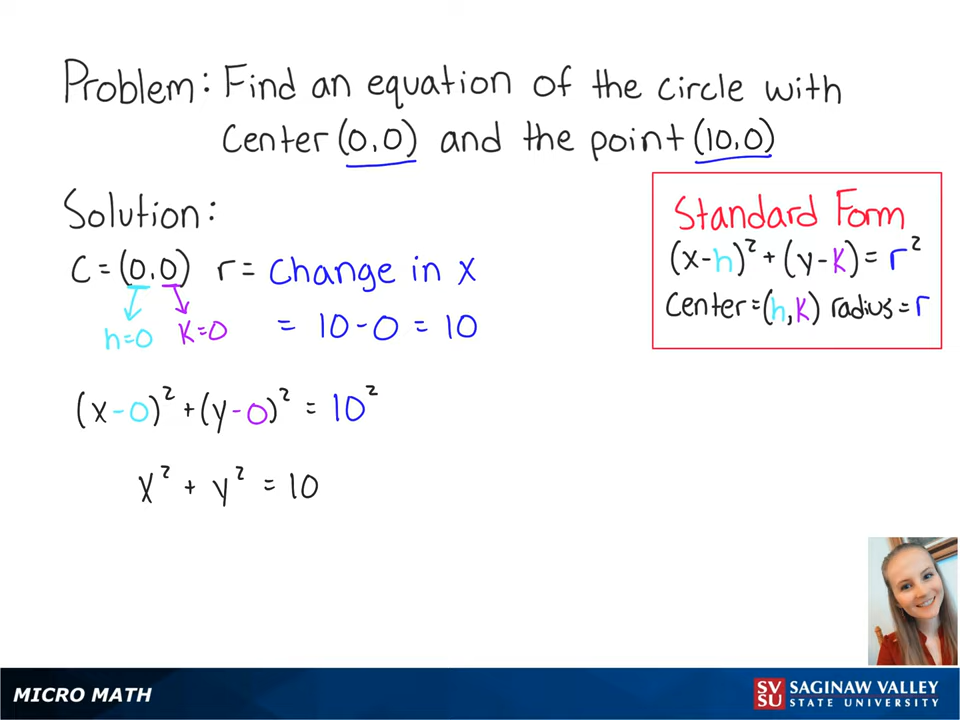 Problem: Find an equation of the circle with
Center (0,0) and the point (10,0)
Solution:
C = (0,0) r = Change in x
h=0 K=0 = 10 - 0 = 10
(x-0)² + (y-0)² = 10²
x² + y² = 10
Standard Form
(x-h)² + (y-K) = r²
Center = (h,K) radius = r
MICRO MATH
SV
SU
SAGINAW VALLEY
STATE UNIVERSITY